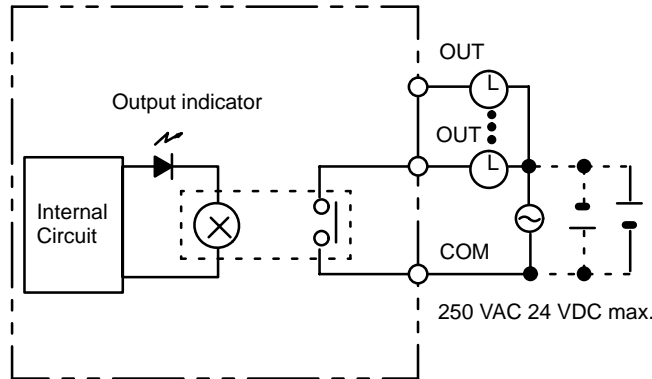 OUT
L
Output indicator
OUT
L
Internal
Circuit
COM
250 VAC 24 VDC max.